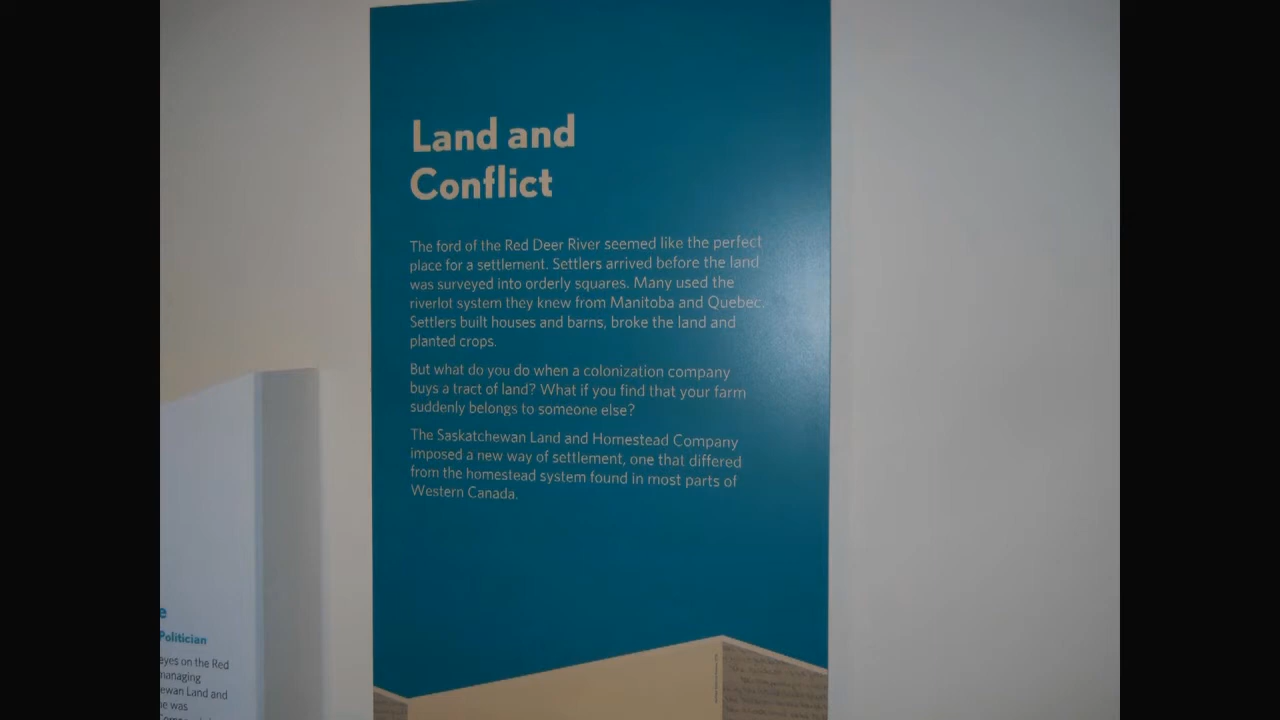 Land and
Conflict
The ford of the Red Deer River seemed like the perfect
place for a settlement. Settlers arrived before the land
was surveyed into orderly squares. Many used the
riverlot system they knew from Manitoba and Quebec.
Settlers built houses and barns, broke the land and
planted crops.
But what do you do when a colonization company
buys a tract of land? What if you find that your farm
suddenly belongs to someone else?
The Saskatchewan Land and Homestead Company
imposed a new way of settlement, one that differed
from the homestead system found in most parts of
Western Canada.
e
Politician
eyes on the Red
managing
ewan Land and
was